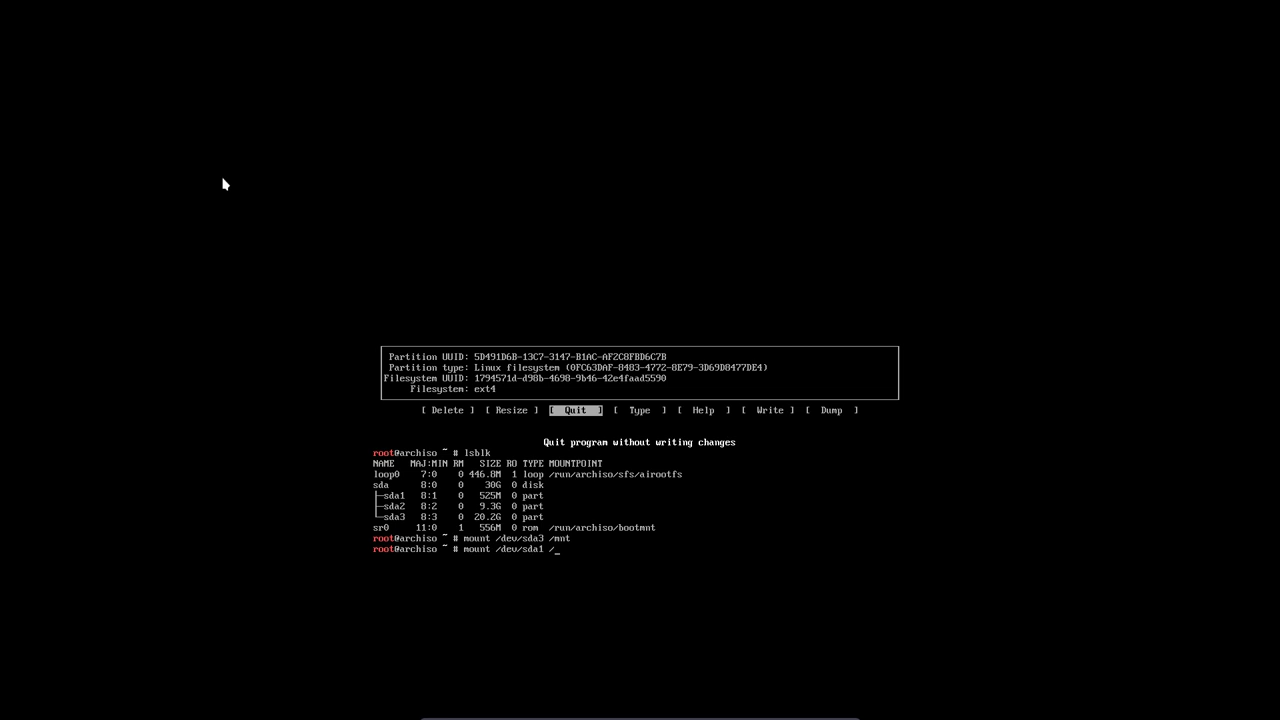 Partition UUID: 5D491D6B-13C7-3147-B1AC-AF2C8FBD6C7B
Partition type: Linux filesystem (0FC63DAF-8483-4772-8E79-3D69D8477DE4)
Filesystem UUID: 1794571d-d98b-4698-9b46-42e4faad5590
Filesystem: ext4
[ Delete ] [ Resize ] [ Quit ] [ Type ] [ Help ] [ Write ] [ Dump ]
Quit program without writing changes
root@archiso ~ # lsblk
NAME MAJ:MIN RM SIZE RO TYPE MOUNTPOINT
loop0 7:0 0 446.8M 1 loop /run/archiso/sfs/airootfs
sda 8:0 0 30G 0 disk
├─sda1 8:1 0 525M 0 part
├─sda2 8:2 0 9.3G 0 part
└─sda3 8:3 0 20.2G 0 part
sr0 11:0 1 556M 0 rom /run/archiso/bootmnt
root@archiso ~ # mount /dev/sda3 /mnt
root@archiso ~ # mount /dev/sda1 /_